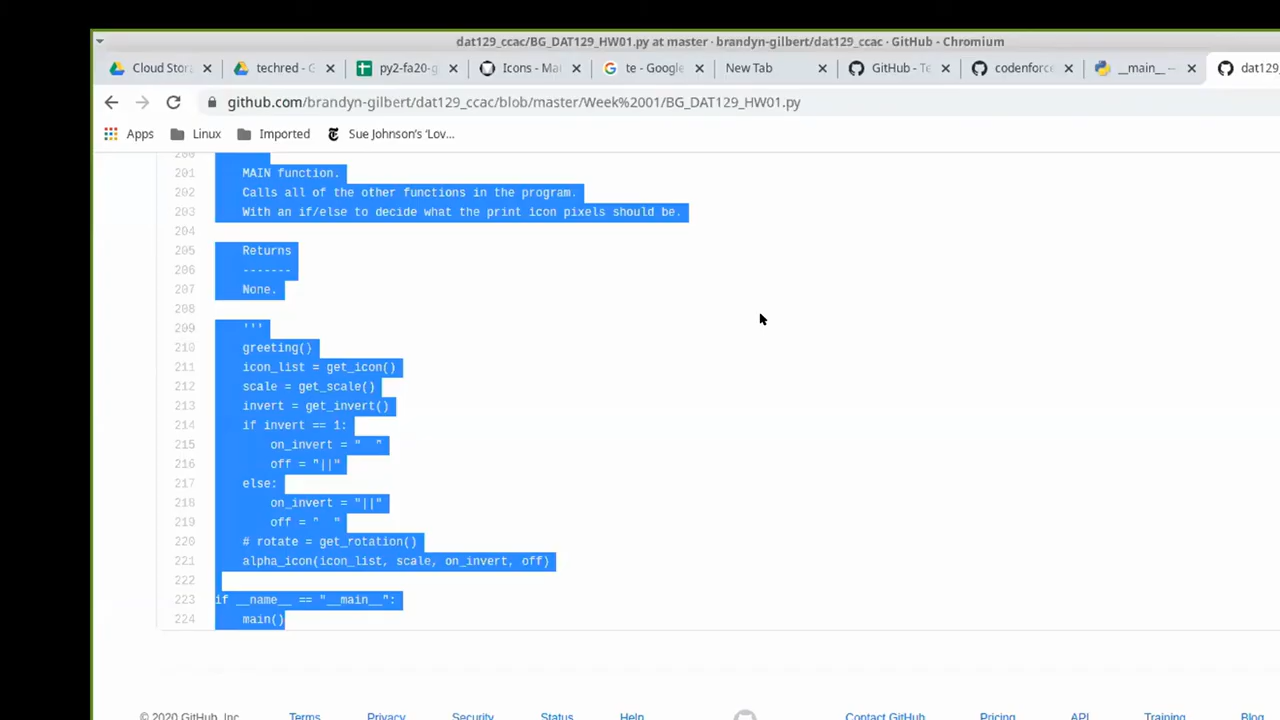 dat129_ccac/BG_DAT129_HW01.py at master · brandyn-gilbert/dat129_ccac · GitHub - Chromium
Cloud Stor
techred - G
py2-fa20-g
Icons - Ma
te - Google
New Tab
GitHub - Te
codenforc
__main__ —
dat129
github.com/brandyn-gilbert/dat129_ccac/blob/master/Week%2001/BG_DAT129_HW01.py
Apps Linux Imported Sue Johnson's 'Lov...
200
201 MAIN function.
202 Calls all of the other functions in the program.
203 With an if/else to decide what the print icon pixels should be.
204
205 Returns
206 -------
207 None.
208
209 '''
210 greeting()
211 icon_list = get_icon()
212 scale = get_scale()
213 invert = get_invert()
214 if invert == 1:
215 on_invert = "  "
216 off = "||"
217 else:
218 on_invert = "||"
219 off = "  "
220 # rotate = get_rotation()
221 alpha_icon(icon_list, scale, on_invert, off)
222
223 if __name__ == "__main__":
224 main()
© 2020 GitHub, Inc. Terms Privacy Security Status Help Contact GitHub Pricing API Training Blog